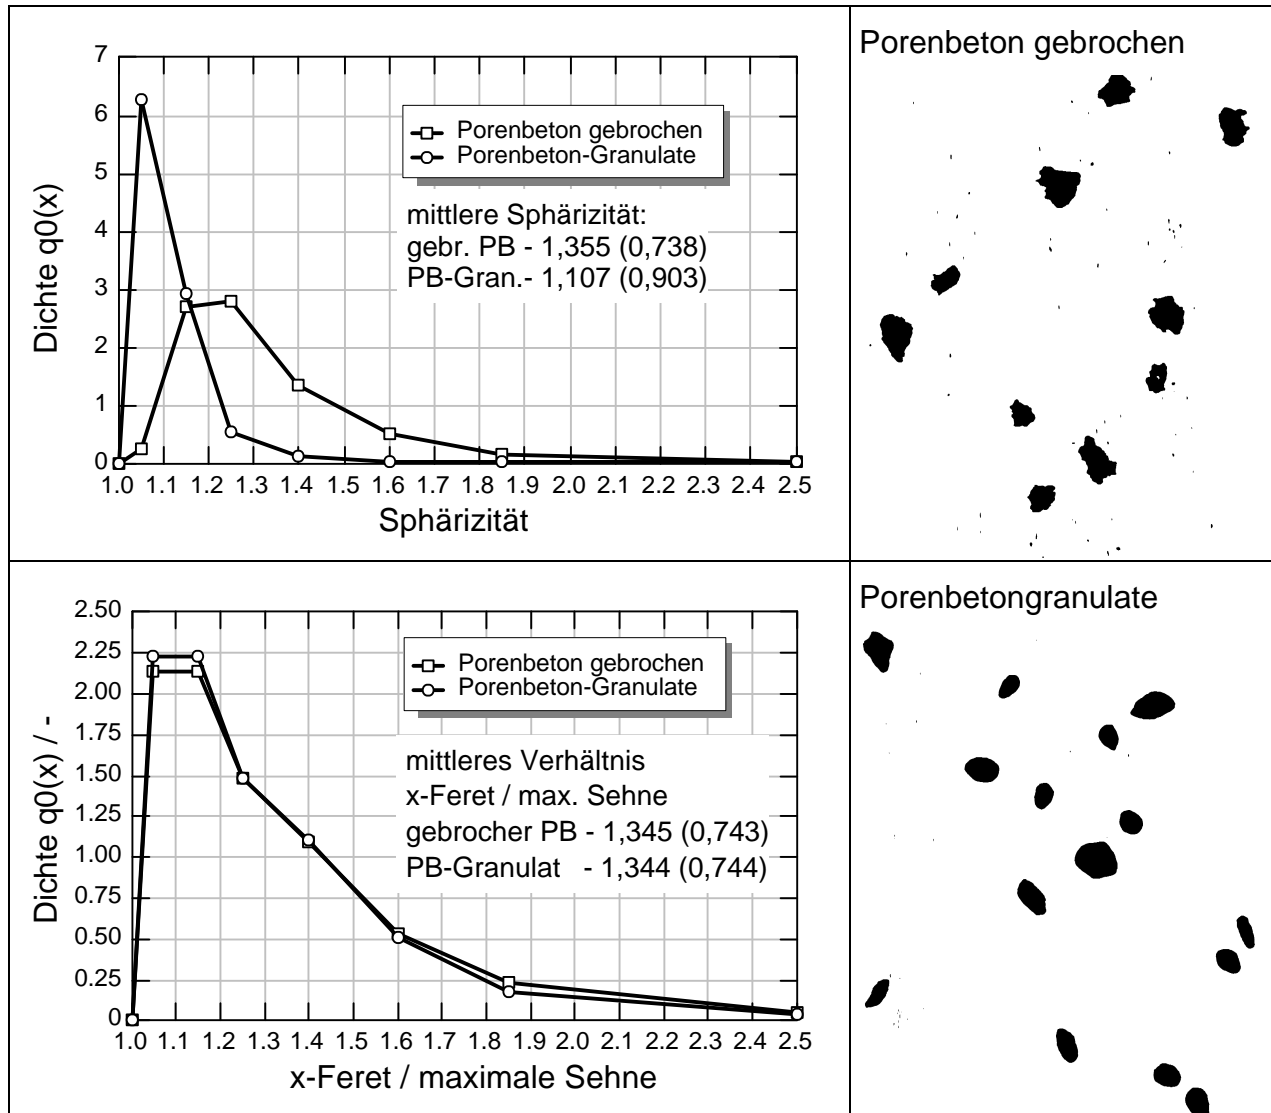 7
6
5
4
3
2
1
0
Dichte q0(x)
1.0 1.1 1.2 1.3 1.4 1.5 1.6 1.7 1.8 1.9 2.0 2.1 2.2 2.3 2.4 2.5
Sphärizität
Porenbeton gebrochen
Porenbeton-Granulate
mittlere Sphärizität:
gebr. PB - 1,355 (0,738)
PB-Gran.- 1,107 (0,903)
Porenbeton gebrochen
2.50
2.25
2.00
1.75
1.50
1.25
1.00
0.75
0.50
0.25
0
Dichte q0(x) / -
1.0 1.1 1.2 1.3 1.4 1.5 1.6 1.7 1.8 1.9 2.0 2.1 2.2 2.3 2.4 2.5
x-Feret / maximale Sehne
Porenbeton gebrochen
Porenbeton-Granulate
mittleres Verhältnis
x-Feret / max. Sehne
gebrocher PB - 1,345 (0,743)
PB-Granulat - 1,344 (0,744)
Porenbetongranulate